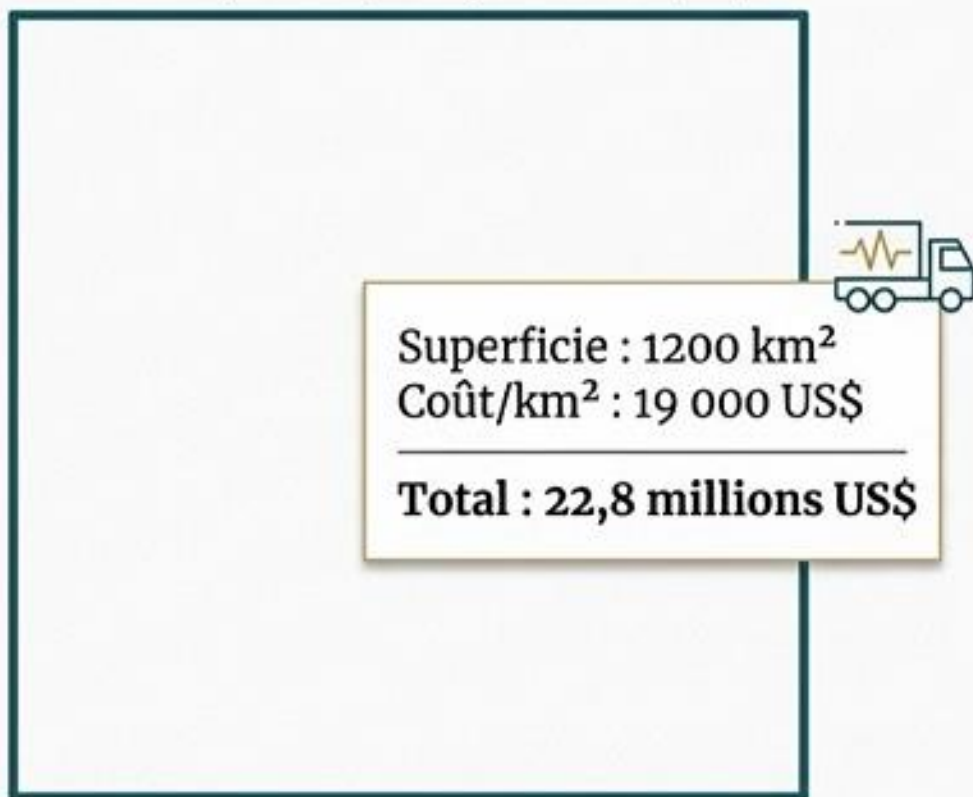 Superficie : 1200 km²
Coût/km² : 19 000 US$
Total : 22,8 millions US$